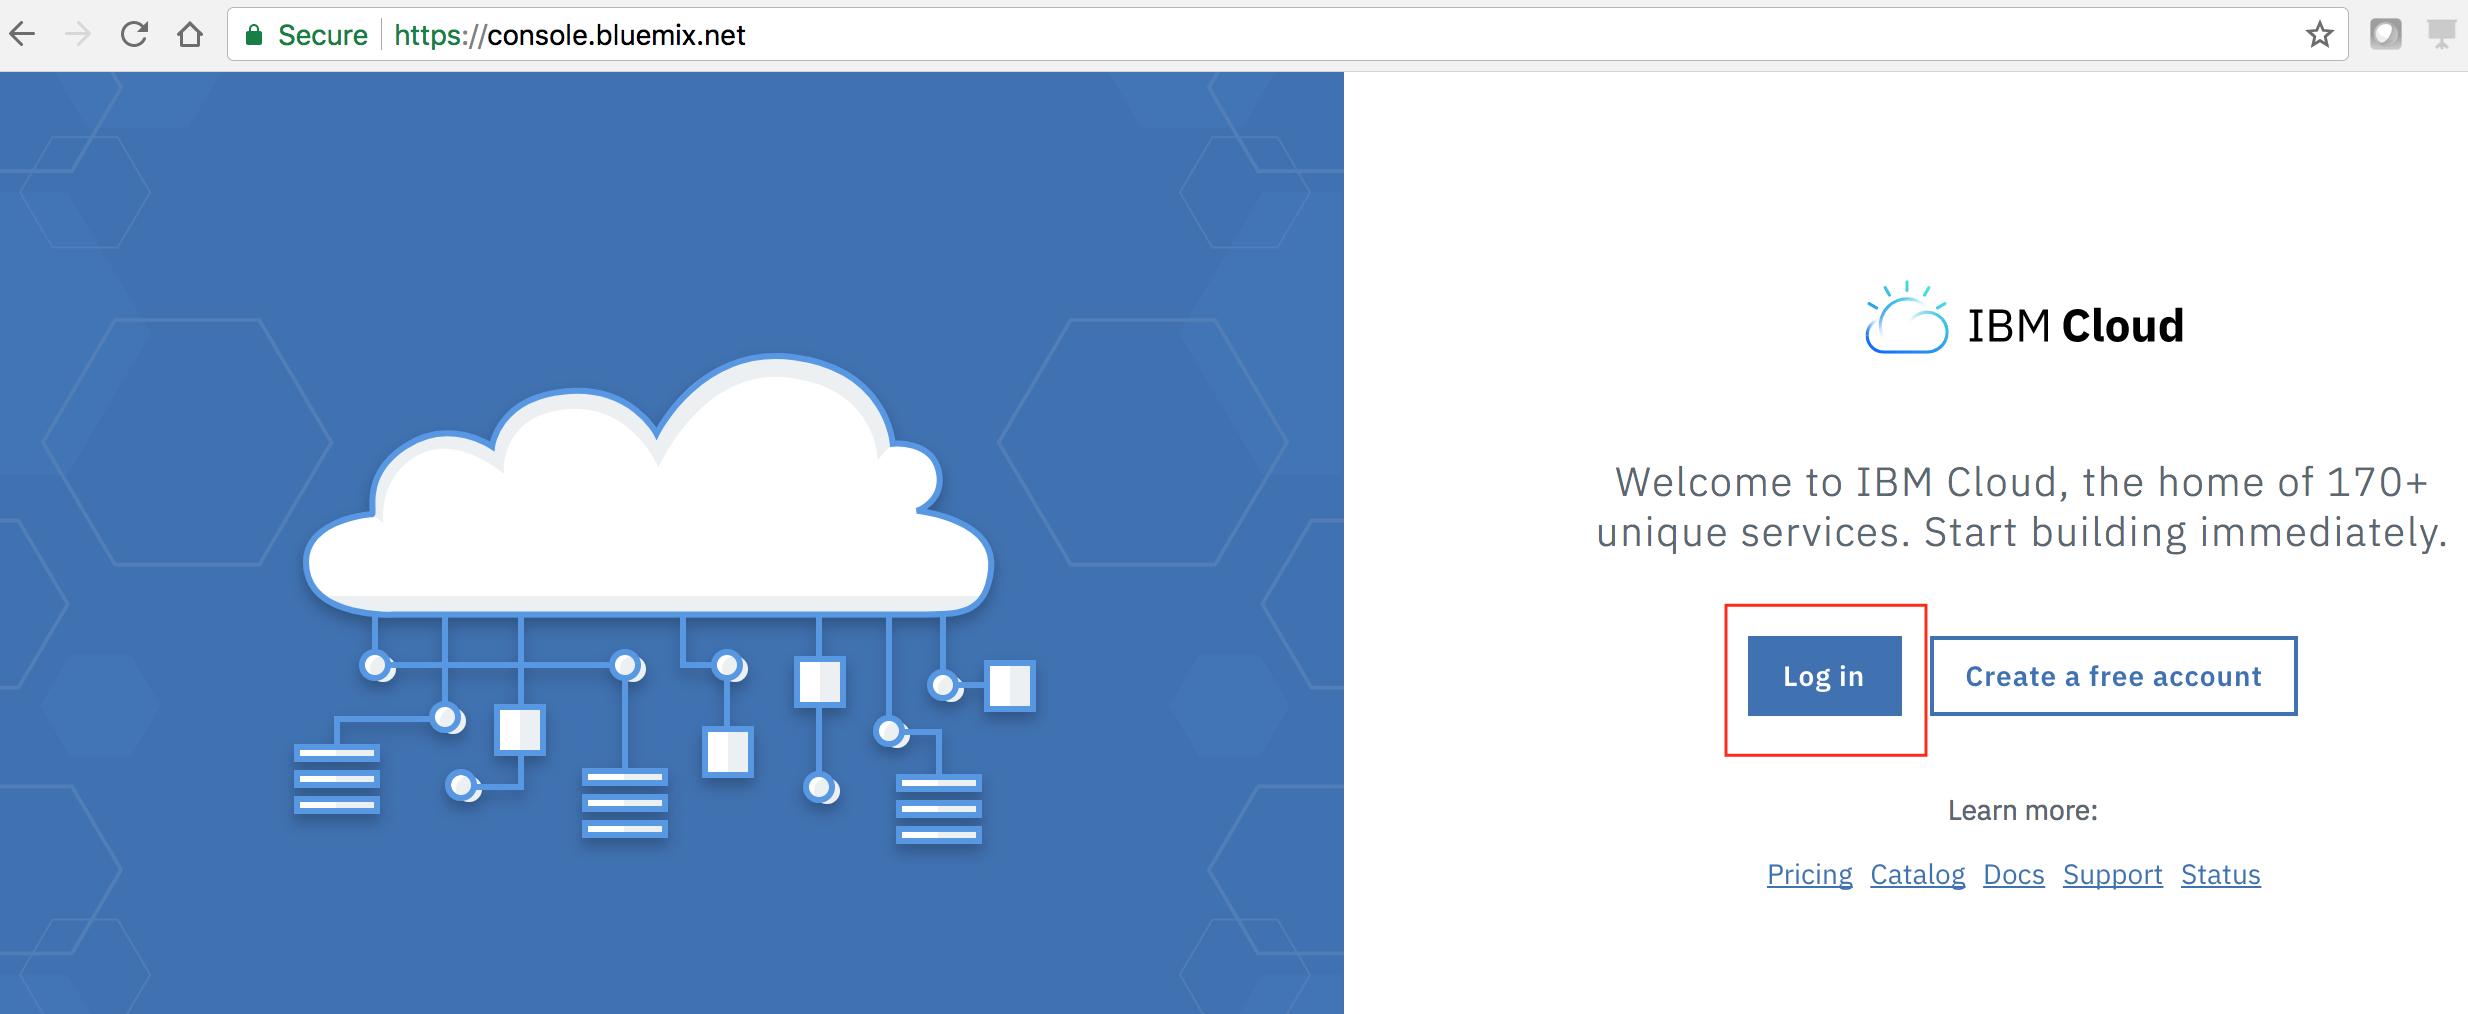 Secure https://console.bluemix.net
IBM Cloud
Welcome to IBM Cloud, the home of 170+
unique services. Start building immediately.
Log in Create a free account
Learn more:
Pricing Catalog Docs Support Status